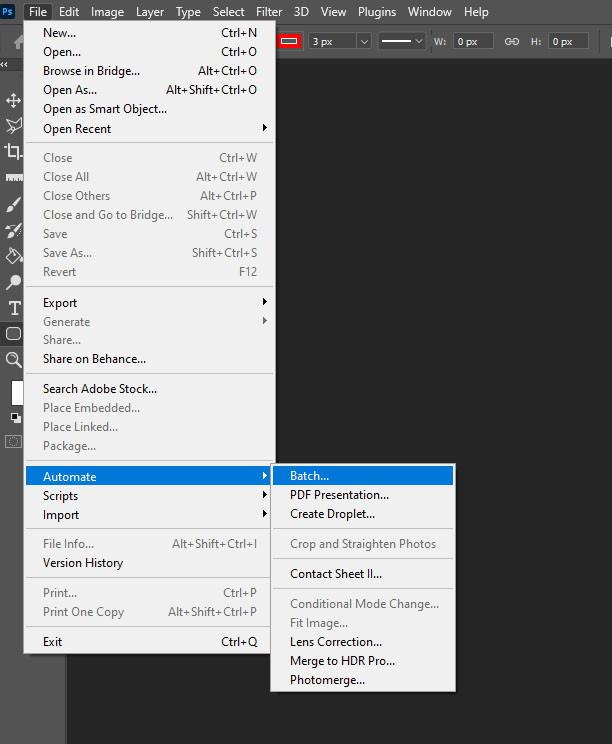 Ps File Edit Image Layer Type Select Filter 3D View Plugins Window Help
3 px W: 0 px H: 0 px
New... Ctrl+N
Open... Ctrl+O
Browse in Bridge... Alt+Ctrl+O
Open As... Alt+Shift+Ctrl+O
Open as Smart Object...
Open Recent
Close Ctrl+W
Close All Alt+Ctrl+W
Close Others Alt+Ctrl+P
Close and Go to Bridge... Shift+Ctrl+W
Save Ctrl+S
Save As... Shift+Ctrl+S
Revert F12
Export
Generate
Share...
Share on Behance...
Search Adobe Stock...
Place Embedded...
Place Linked...
Package...
Automate
Scripts
Import
File Info... Alt+Shift+Ctrl+I
Version History
Print... Ctrl+P
Print One Copy Alt+Shift+Ctrl+P
Exit Ctrl+Q
Batch...
PDF Presentation...
Create Droplet...
Crop and Straighten Photos
Contact Sheet II...
Conditional Mode Change...
Fit Image...
Lens Correction...
Merge to HDR Pro...
Photomerge...